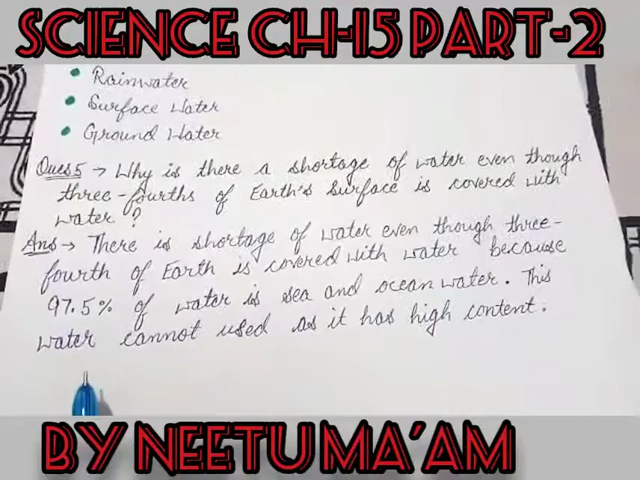 SCIENCE CH-15 PART-2
Rainwater
Surface Water
Ground Water
Ques5 → Why is there a shortage of water even though
three-fourths of Earth's Surface is covered with
water ?
Ans → There is shortage of water even though three-
fourth of Earth is covered with water because
97.5% of water is sea and ocean water. This
water cannot used as it has high content.
BY NEETU MA'AM